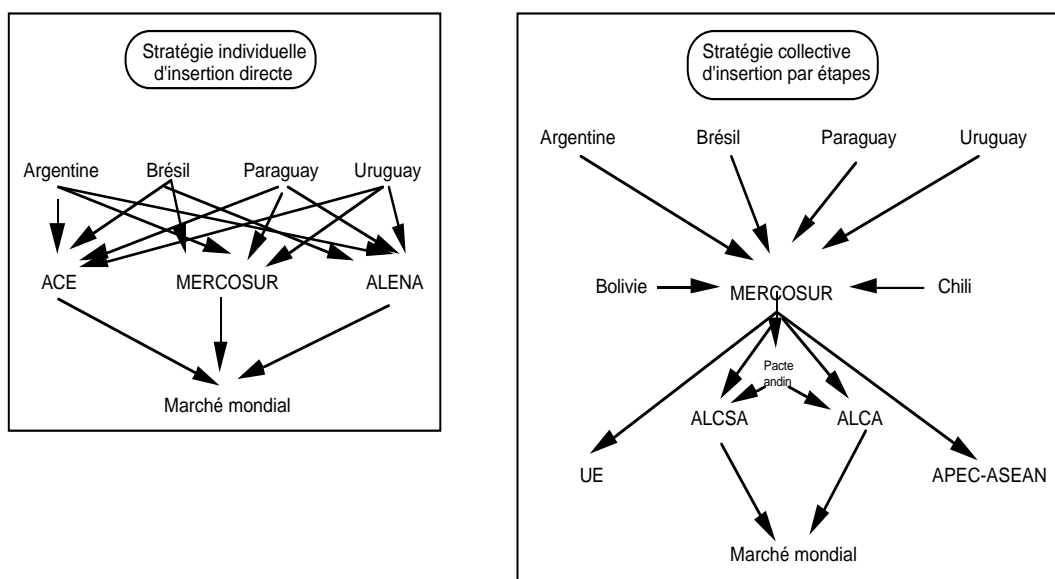 Stratégie individuelle
d'insertion directe
Argentine Brésil Paraguay Uruguay
ACE MERCOSUR ALENA
Marché mondial
Stratégie collective
d'insertion par étapes
Argentine Brésil Paraguay Uruguay
Bolivie MERCOSUR Chili
Pacte
andin
ALCSA ALCA
UE APEC-ASEAN
Marché mondial